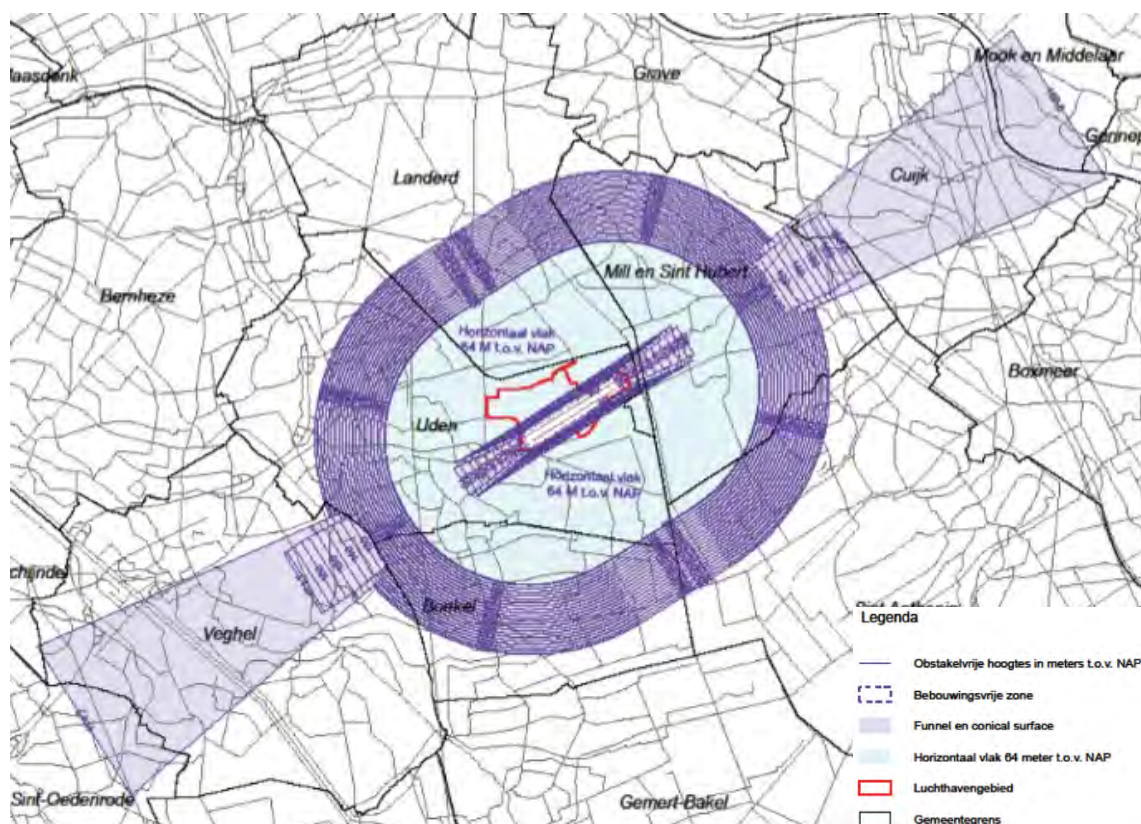 Mook en Middelaar
Grave
Cuijk
Landerd
Mill en Sint Hubert
Bernheze
Horizontaal vlak
64 M t.o.v. NAP
Boxmeer
Uden
Horizontaal vlak
64 M t.o.v. NAP
Boekel
Veghel
Sint-Oedenrode
Gemert-Bakel
Legenda
Obstakelvrije hoogtes in meters t.o.v. NAP
Bebouwingsvrije zone
Funnel en conical surface
Horizontaal vlak 64 meter t.o.v. NAP
Luchthavengebied
Gemeentegrens